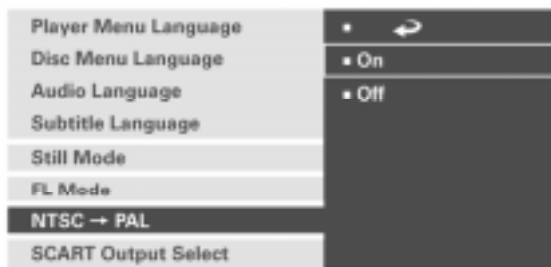 Player Menu Language
Disc Menu Language
Audio Language
Subtitle Language
Still Mode
FL Mode
NTSC → PAL
SCART Output Select
On
Off